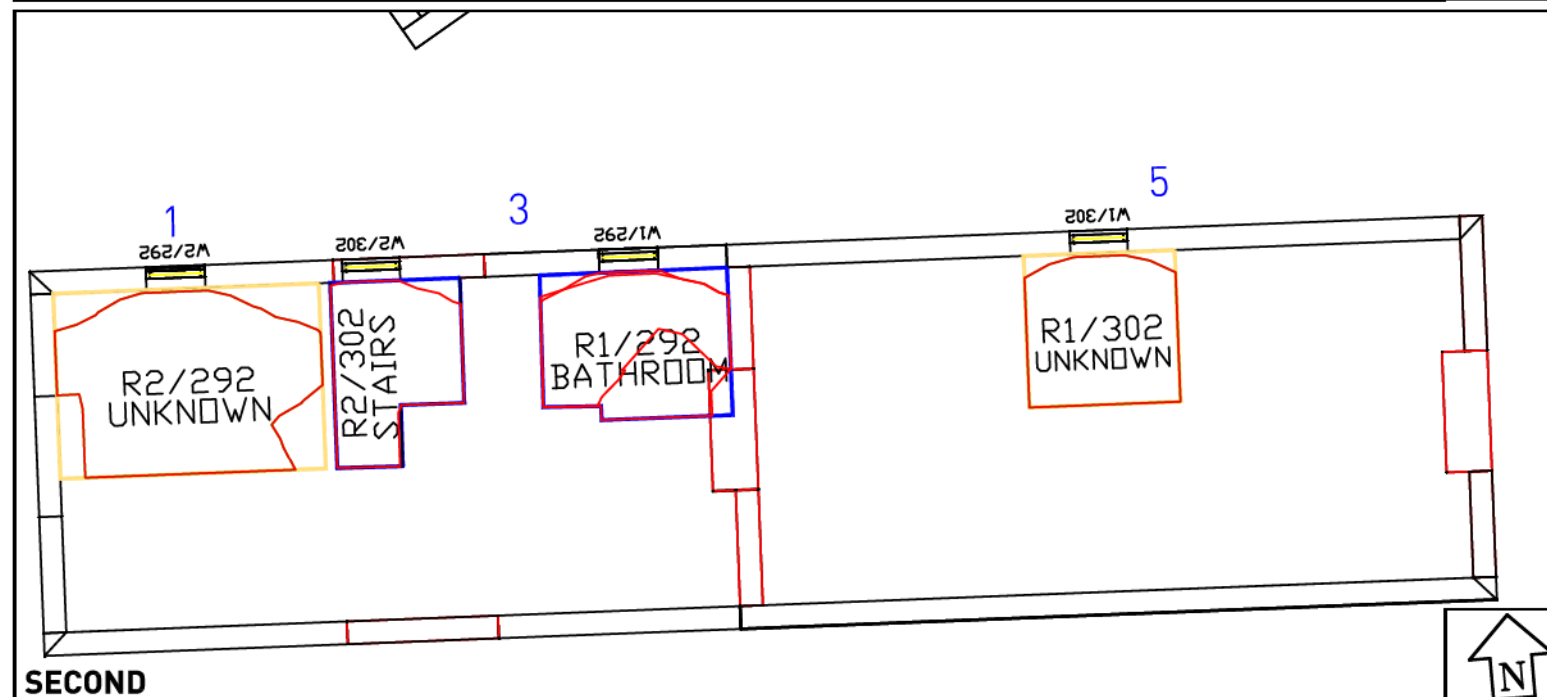 1
3
5
W2/292
W2/302
W1/292
W1/302
R2/292
UNKNOWN
R2/302
STAIRS
R1/292
BATHROOM
R1/302
UNKNOWN
SECOND
N